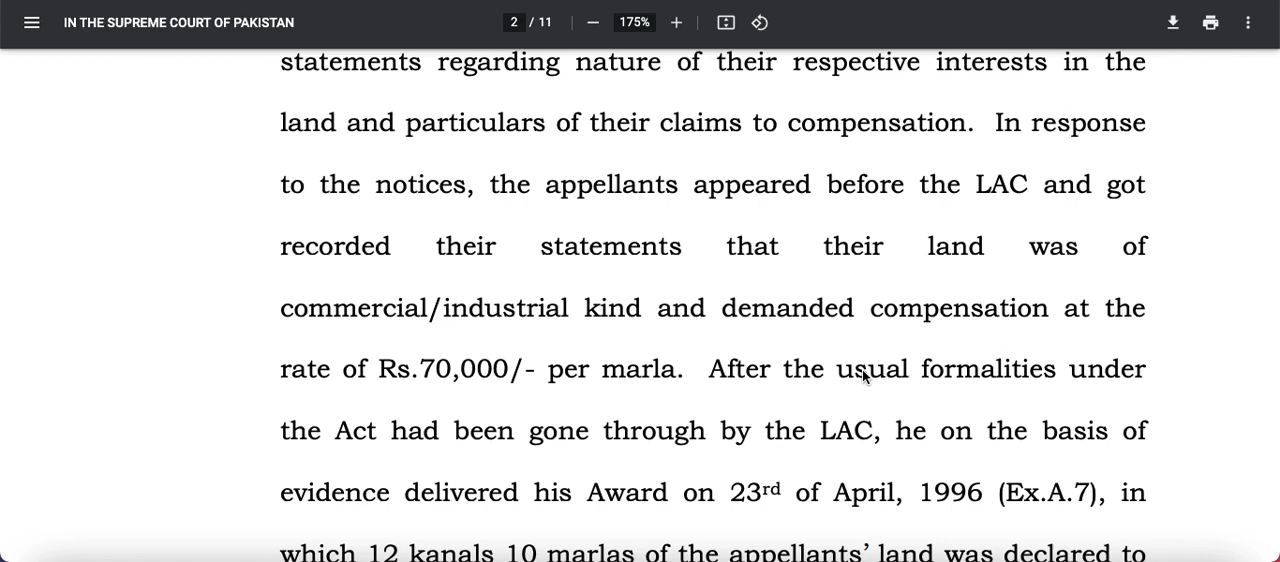 IN THE SUPREME COURT OF PAKISTAN 2 / 11 175%
statements regarding nature of their respective interests in the
land and particulars of their claims to compensation. In response
to the notices, the appellants appeared before the LAC and got
recorded their statements that their land was of
commercial/industrial kind and demanded compensation at the
rate of Rs.70,000/- per marla. After the usual formalities under
the Act had been gone through by the LAC, he on the basis of
evidence delivered his Award on 23rd of April, 1996 (Ex.A.7), in
which 12 kanals 10 marlas of the appellants’ land was declared to